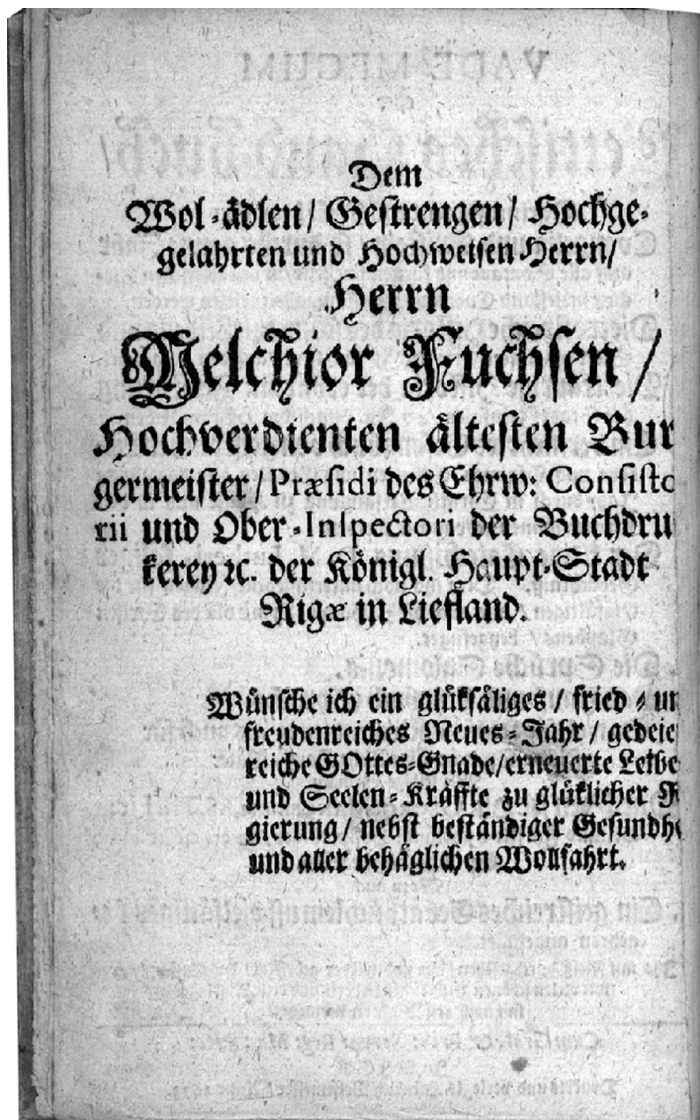 Dem
Wol-ädlen/ Gestrengen/ Hochge-
gelahrten und Hochweisen Herrn/
Herrn
Melchior Fuchsen /
Hochverdienten ältesten Bur
germeister / Præsidi des Ehrw: Consisto
rii und Ober-Inspectori der Buchdru
kerey ꝛc. der Königl. Haupt-Stadt
Rigæ in Liefland.
Wünsche ich ein glüksäliges / fried- un
freudenreiches Neues-Jahr / gedeie
reiche GOttes-Gnade/ erneuerte Leibe
und Seelen-Kräffte zu glüklicher R
gierung / nebst beständiger Gesundh
und aller behäglichen Wolfahrt.